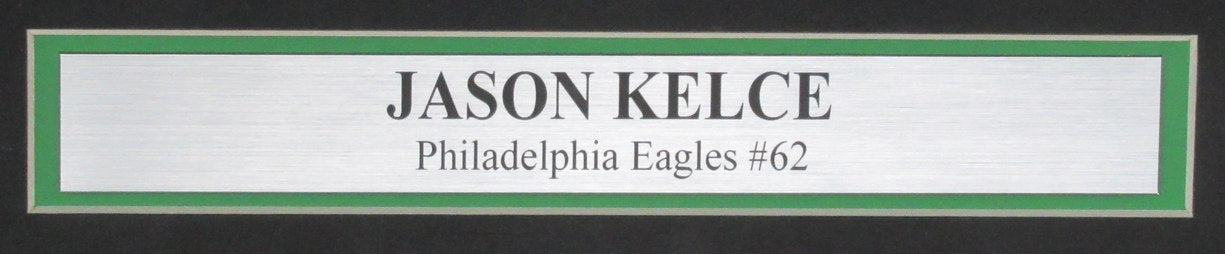 JASON KELCE
Philadelphia Eagles #62